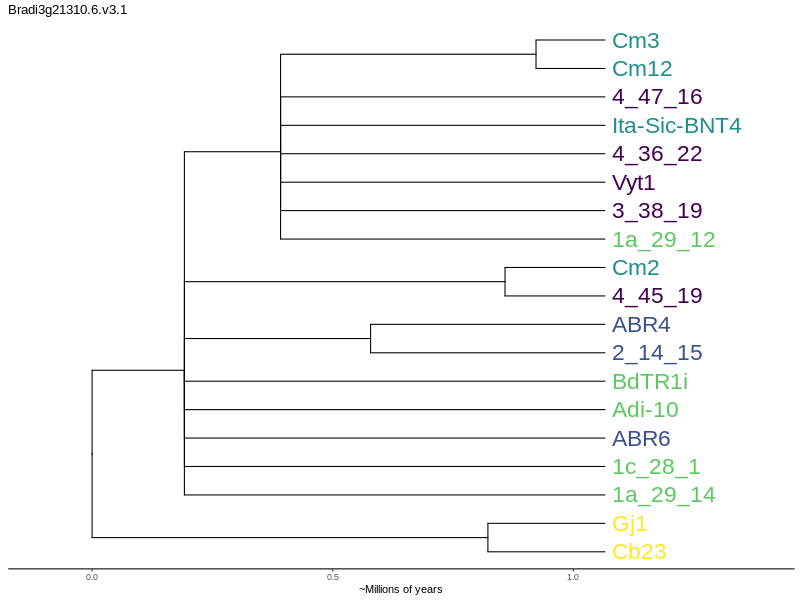 Bradi3g21310.6.v3.1
Cm3
Cm12
4_47_16
Ita-Sic-BNT4
4_36_22
Vyt1
3_38_19
1a_29_12
Cm2
4_45_19
ABR4
2_14_15
BdTR1i
Adi-10
ABR6
1c_28_1
1a_29_14
Gj1
Cb23
0.0 0.5 1.0
~Millions of years